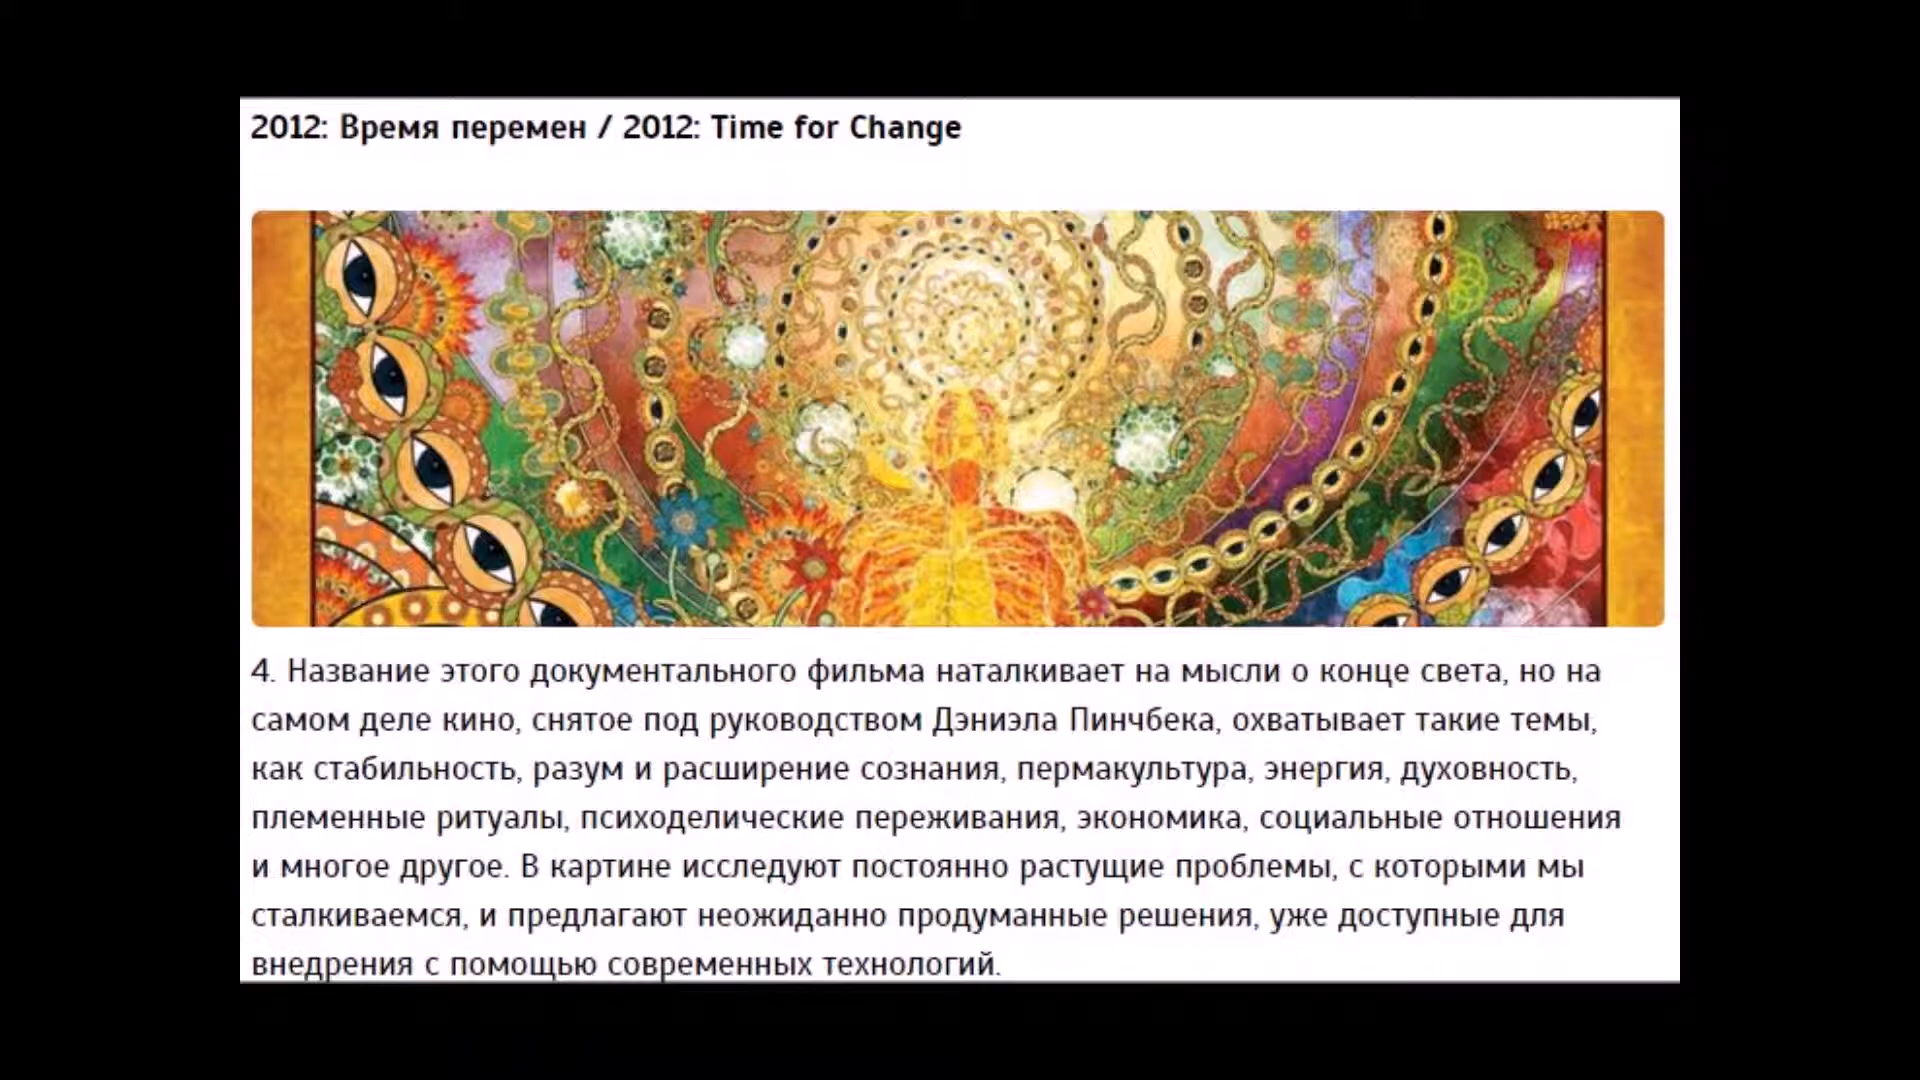 2012: Время перемен / 2012: Time for Change
4. Название этого документального фильма наталкивает на мысли о конце света, но на
самом деле кино, снятое под руководством Дэниэла Пинчбека, охватывает такие темы,
как стабильность, разум и расширение сознания, пермакультура, энергия, духовность,
племенные ритуалы, психоделические переживания, экономика, социальные отношения
и многое другое. В картине исследуют постоянно растущие проблемы, с которыми мы
сталкиваемся, и предлагают неожиданно продуманные решения, уже доступные для
внедрения с помощью современных технологий.